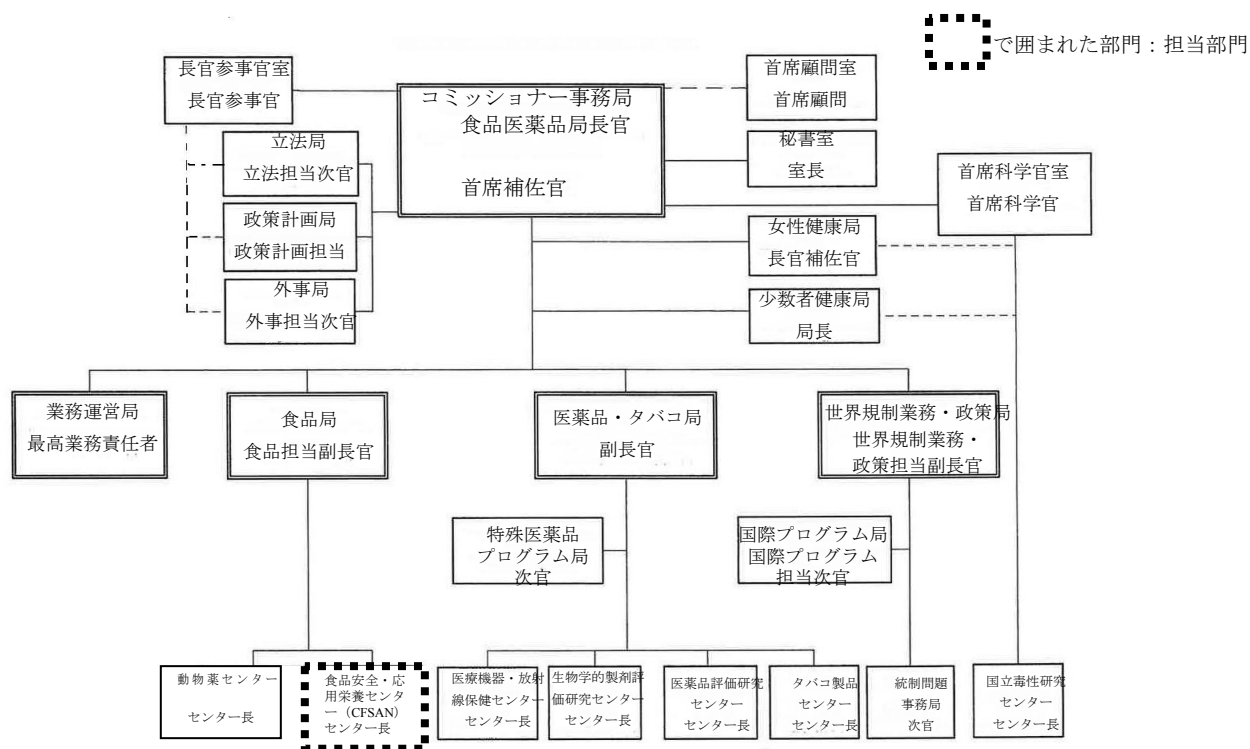 で囲まれた部門：担当部門
長官参事官室
長官参事官
コミッショナー事務局
食品医薬品局長官
首席補佐官
首席顧問室
首席顧問
立法局
立法担当次官
秘書室
室長
首席科学官室
首席科学官
政策計画局
政策計画担当
女性健康局
長官補佐官
外事局
外事担当次官
少数者健康局
局長
業務運営局
最高業務責任者
食品局
食品担当副長官
医薬品・タバコ局
副長官
世界規制業務・政策局
世界規制業務・
政策担当副長官
特殊医薬品
プログラム局
次官
国際プログラム局
国際プログラム
担当次官
動物薬センター
センター長
食品安全・応
用栄養センタ
ー（CFSAN）
センター長
医療機器・放射
線保健センター
センター長
生物学的製剤評
価研究センター
センター長
医薬品評価研究
センター
センター長
タバコ製品
センター
センター長
統制問題
事務局
次官
国立毒性研究
センター
センター長